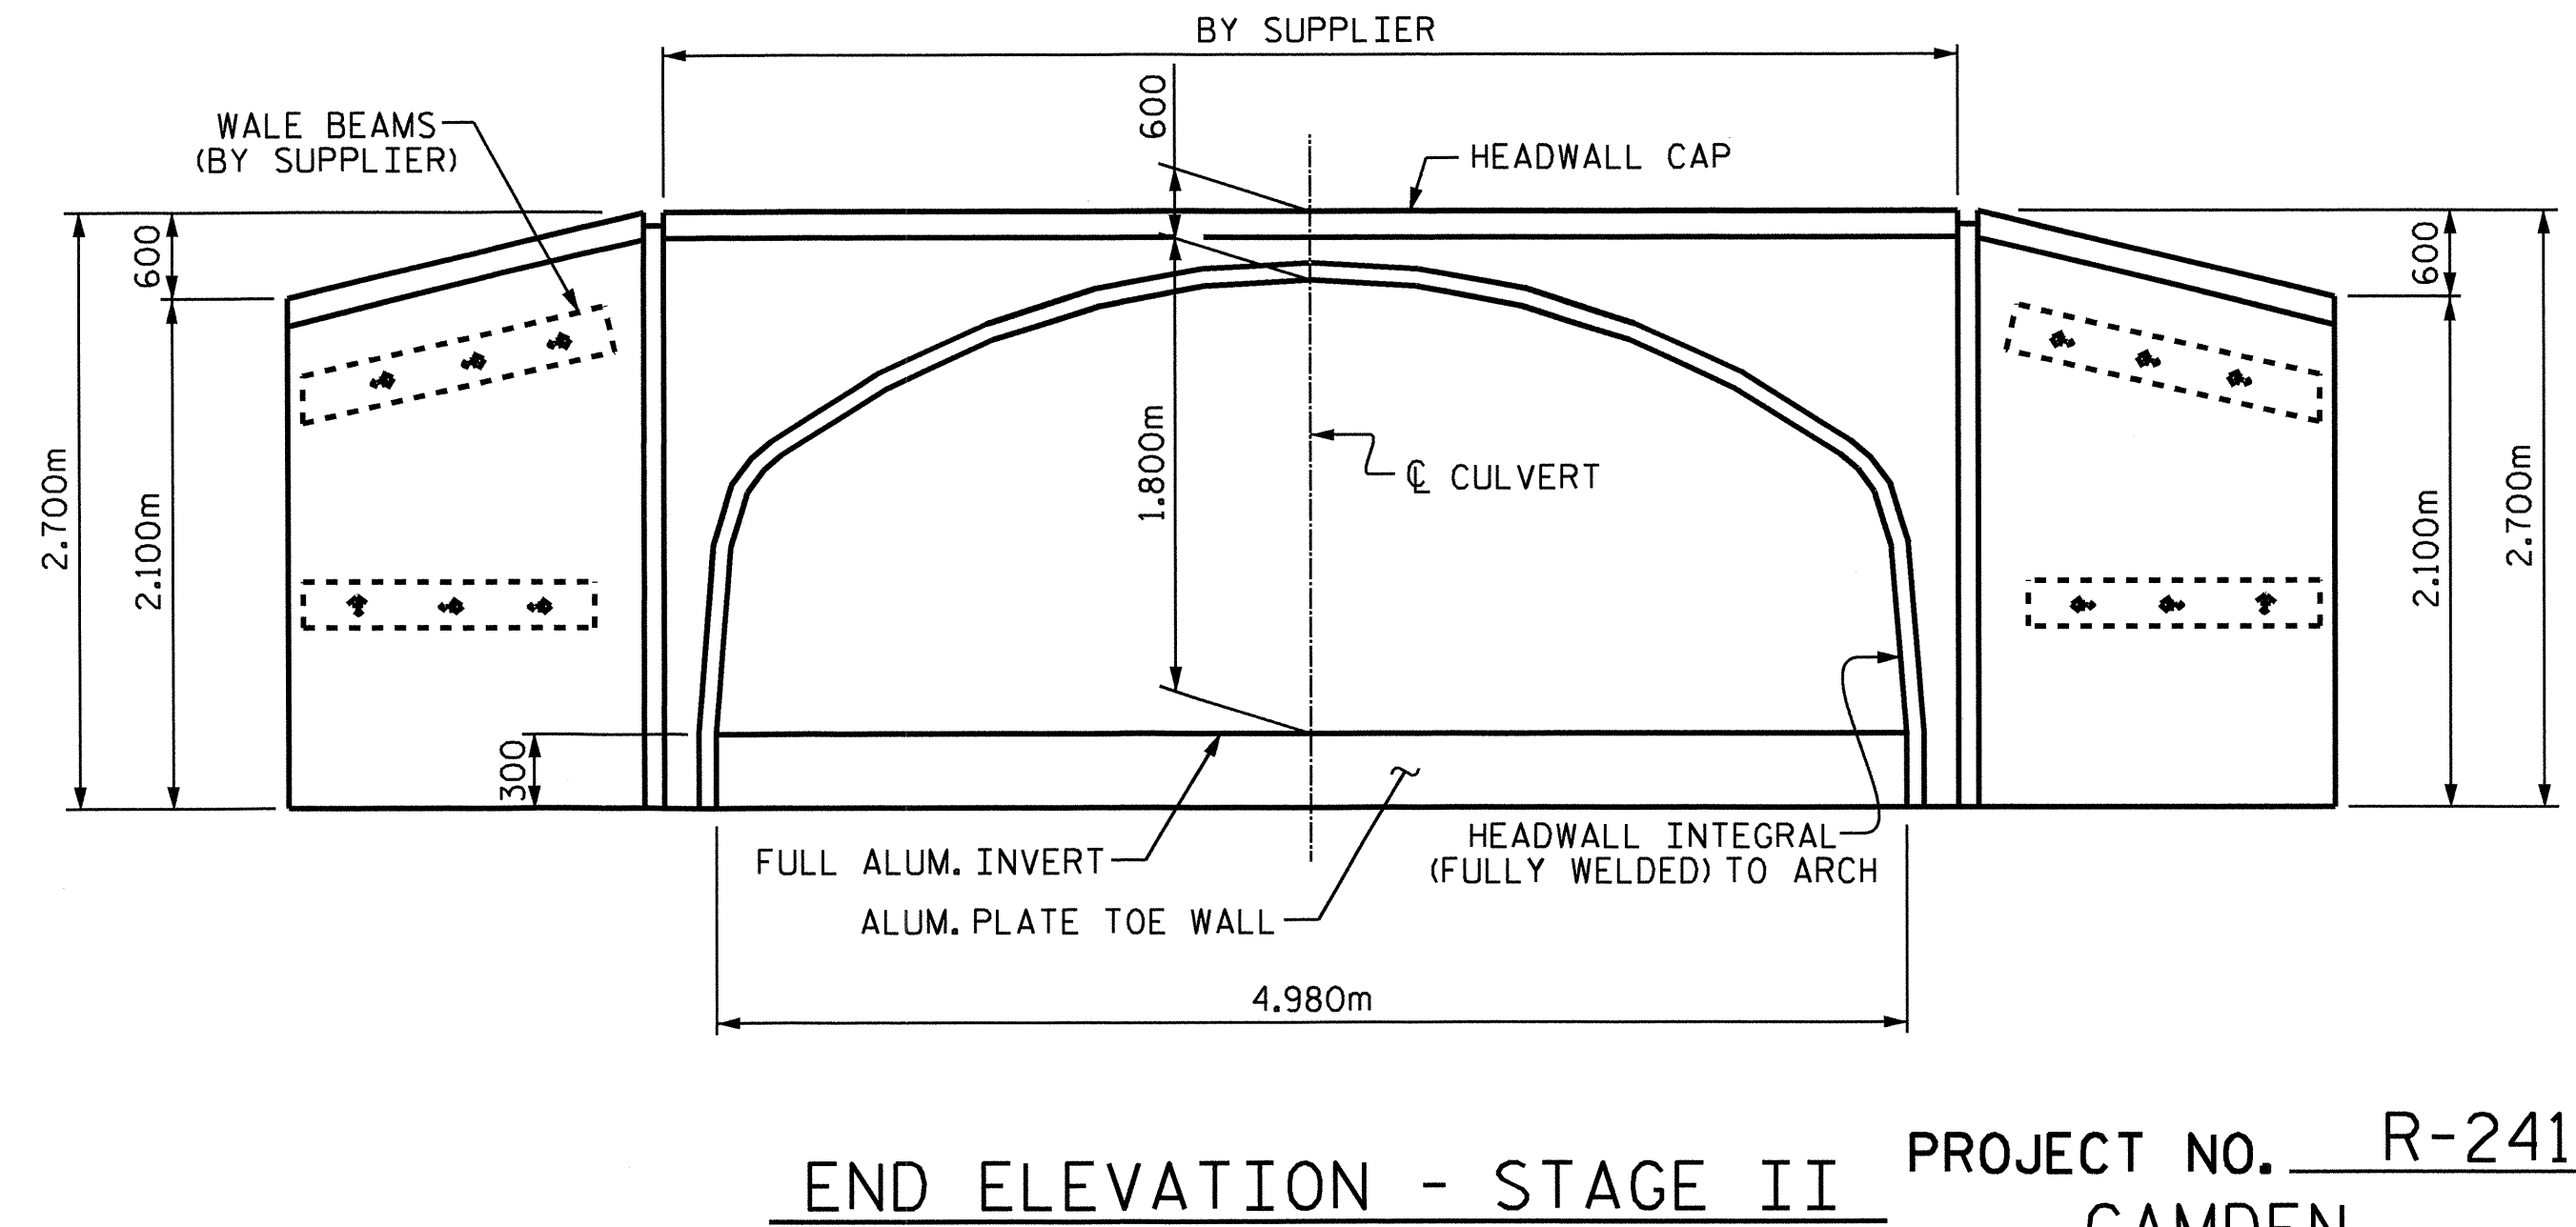 BY SUPPLIER
600
WALE BEAMS
(BY SUPPLIER)
HEADWALL CAP
600
600
1.800m
℄ CULVERT
2.700m
2.100m
2.100m
2.700m
300
HEADWALL INTEGRAL
(FULLY WELDED) TO ARCH
FULL ALUM. INVERT
ALUM. PLATE TOE WALL
4.980m
END ELEVATION - STAGE II
PROJECT NO. R-241
CAMDEN